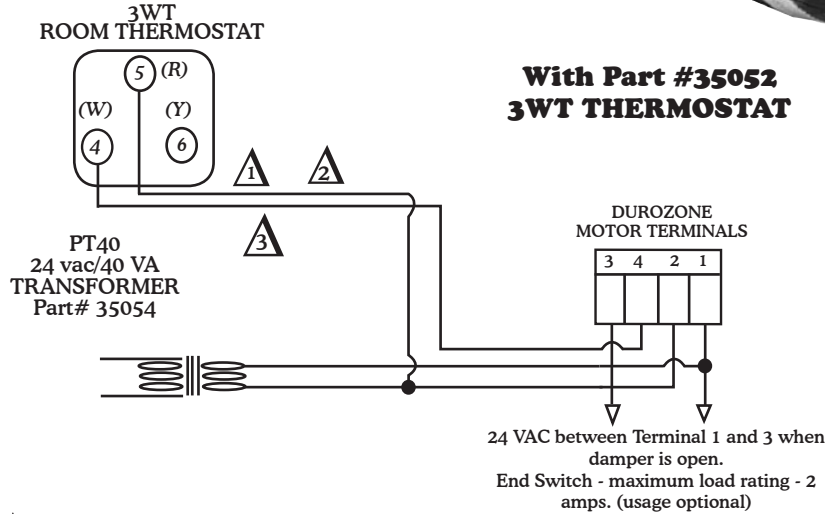 3WT
ROOM THERMOSTAT
5 (R)
(W) (Y)
4 6
With Part #35052
3WT THERMOSTAT
1 2
3
PT40
24 vac/40 VA
TRANSFORMER
Part# 35054
DUROZONE
MOTOR TERMINALS
3 4 2 1
24 VAC between Terminal 1 and 3 when
damper is open.
End Switch - maximum load rating - 2
amps. (usage optional)